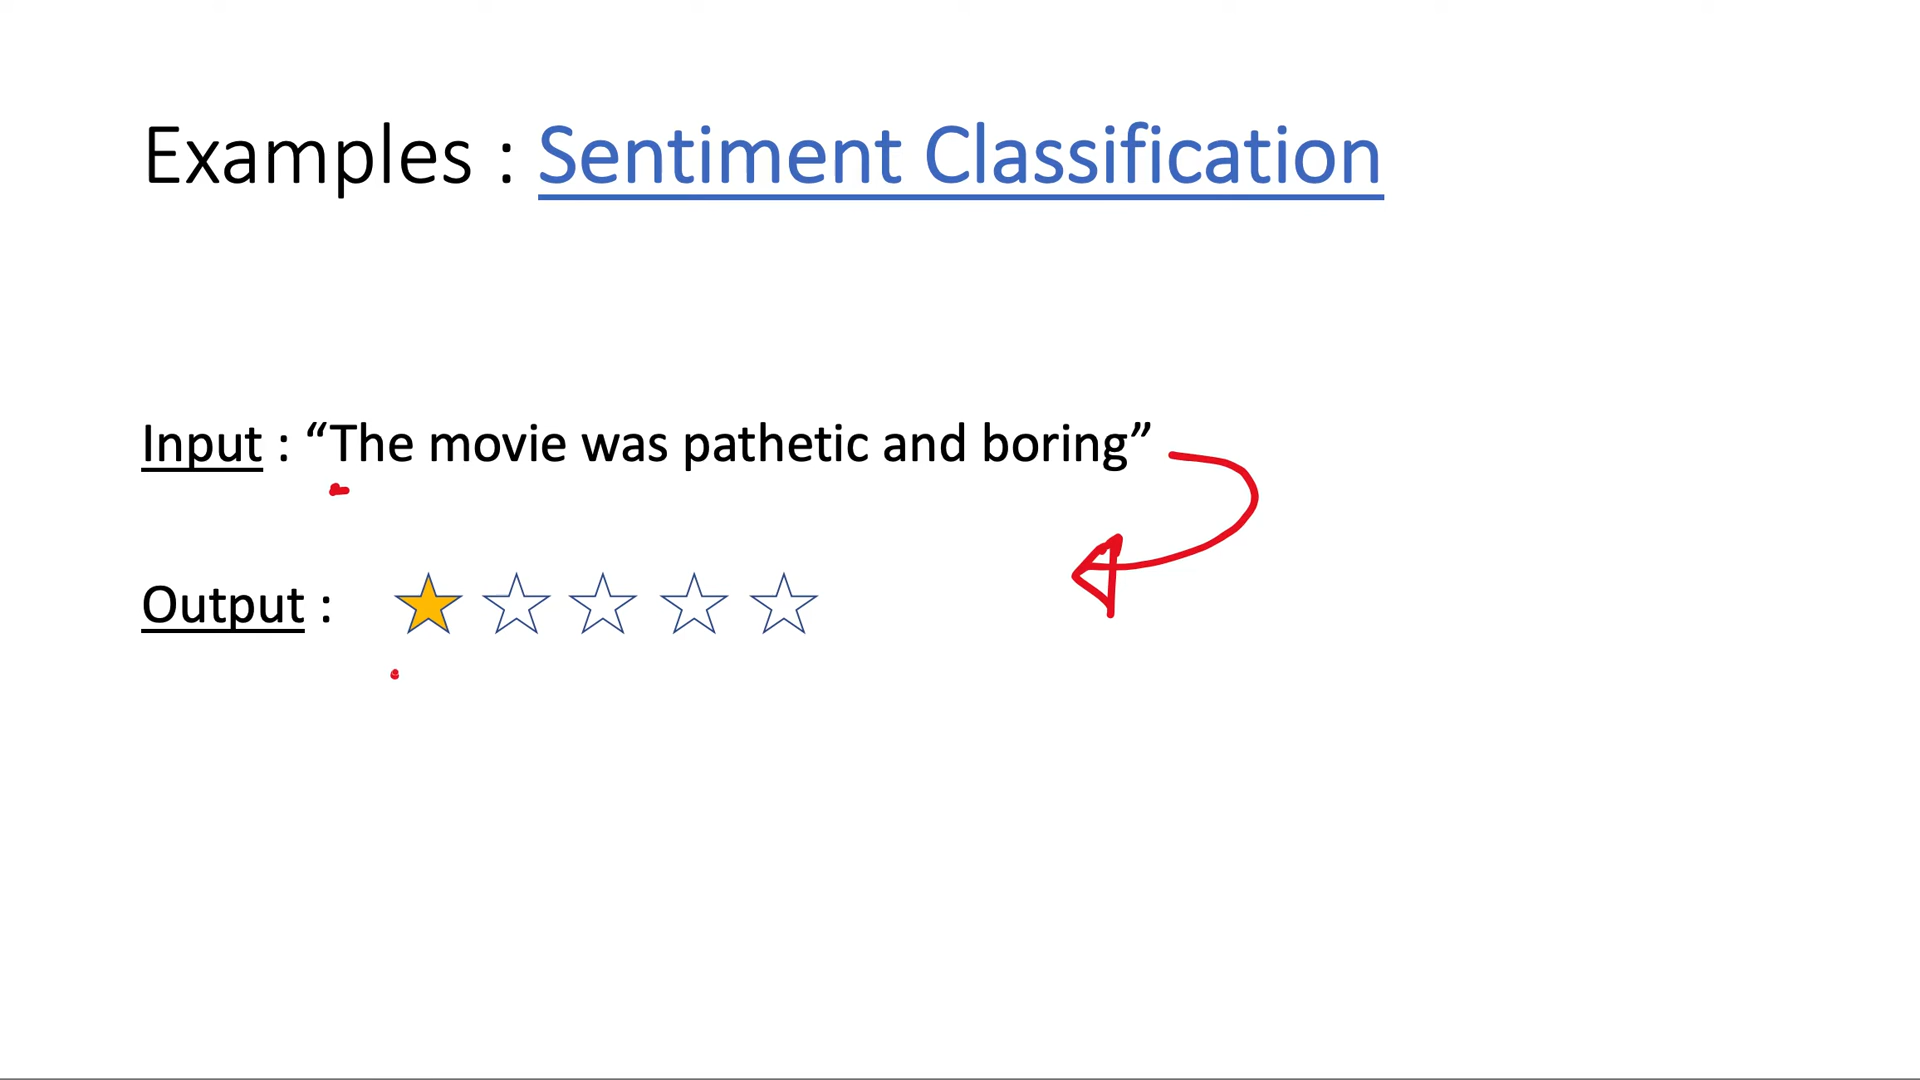 Examples : Sentiment Classification
Input : “The movie was pathetic and boring”
Output :